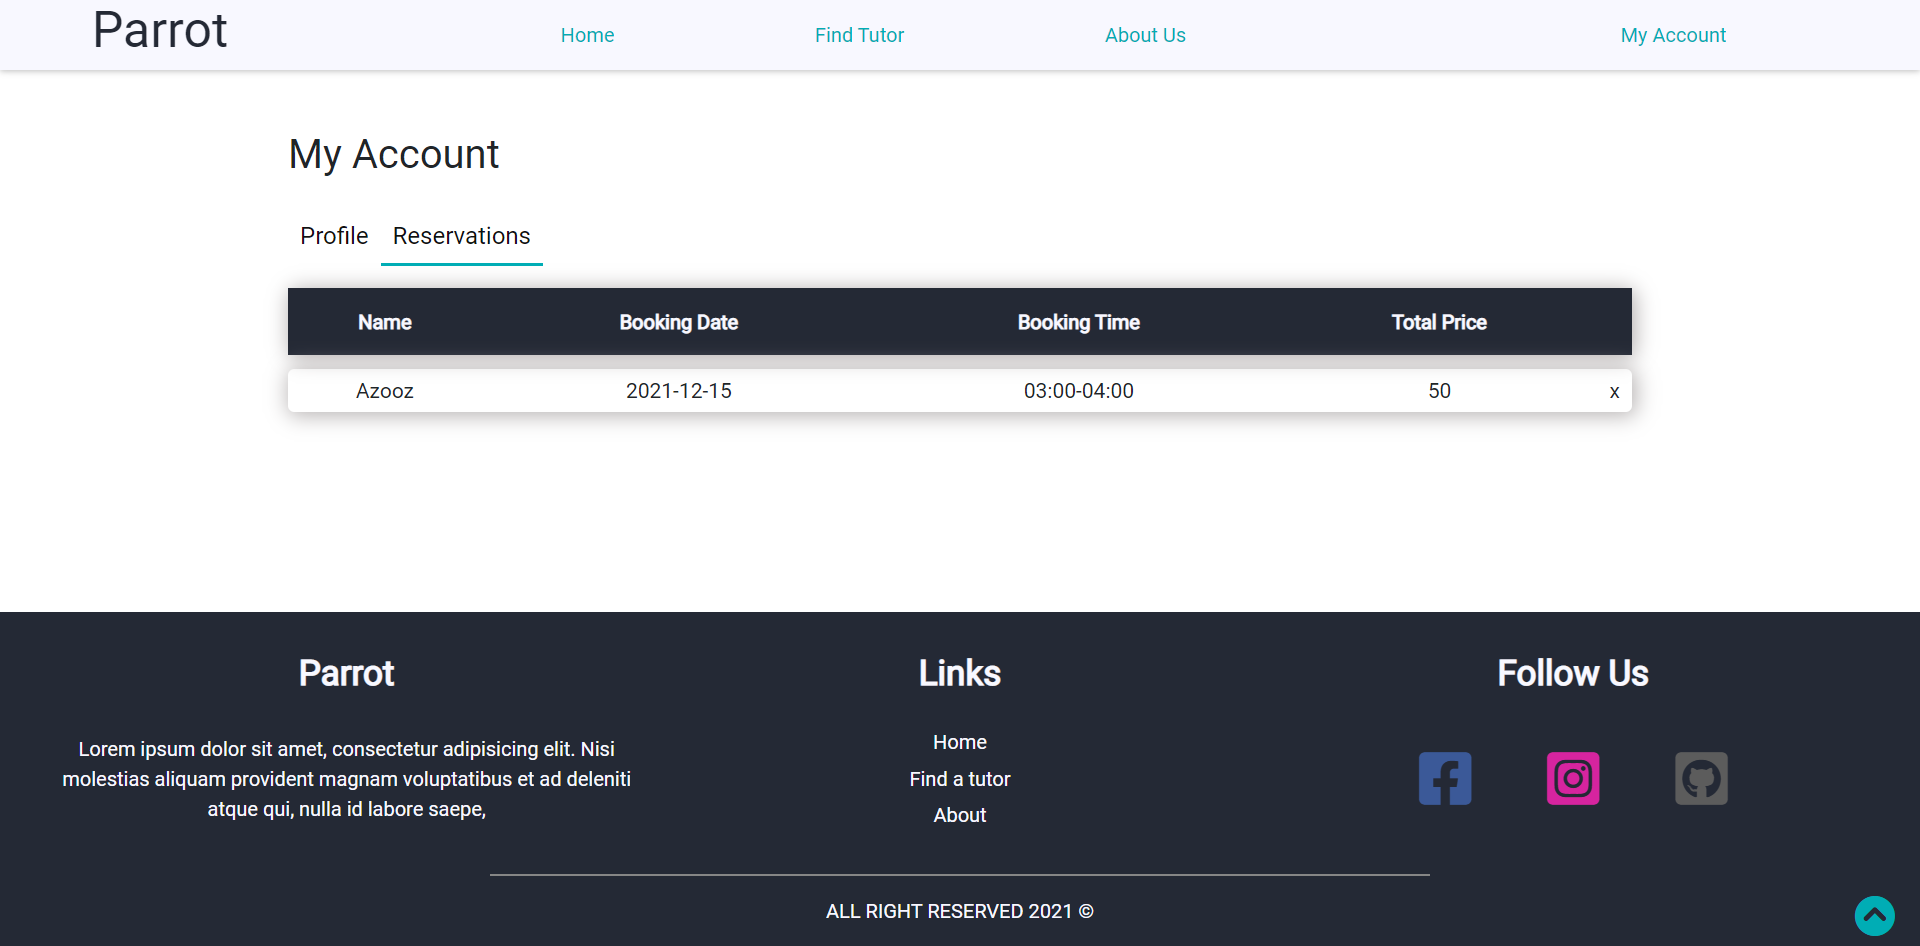 Parrot
Home
Find Tutor
About Us
My Account
My Account
Profile
Reservations
Name Booking Date Booking Time Total Price
Azooz 2021-12-15 03:00-04:00 50 x
Parrot
Lorem ipsum dolor sit amet, consectetur adipisicing elit. Nisi
molestias aliquam provident magnam voluptatibus et ad deleniti
atque qui, nulla id labore saepe,
Links
Home
Find a tutor
About
Follow Us
ALL RIGHT RESERVED 2021 ©